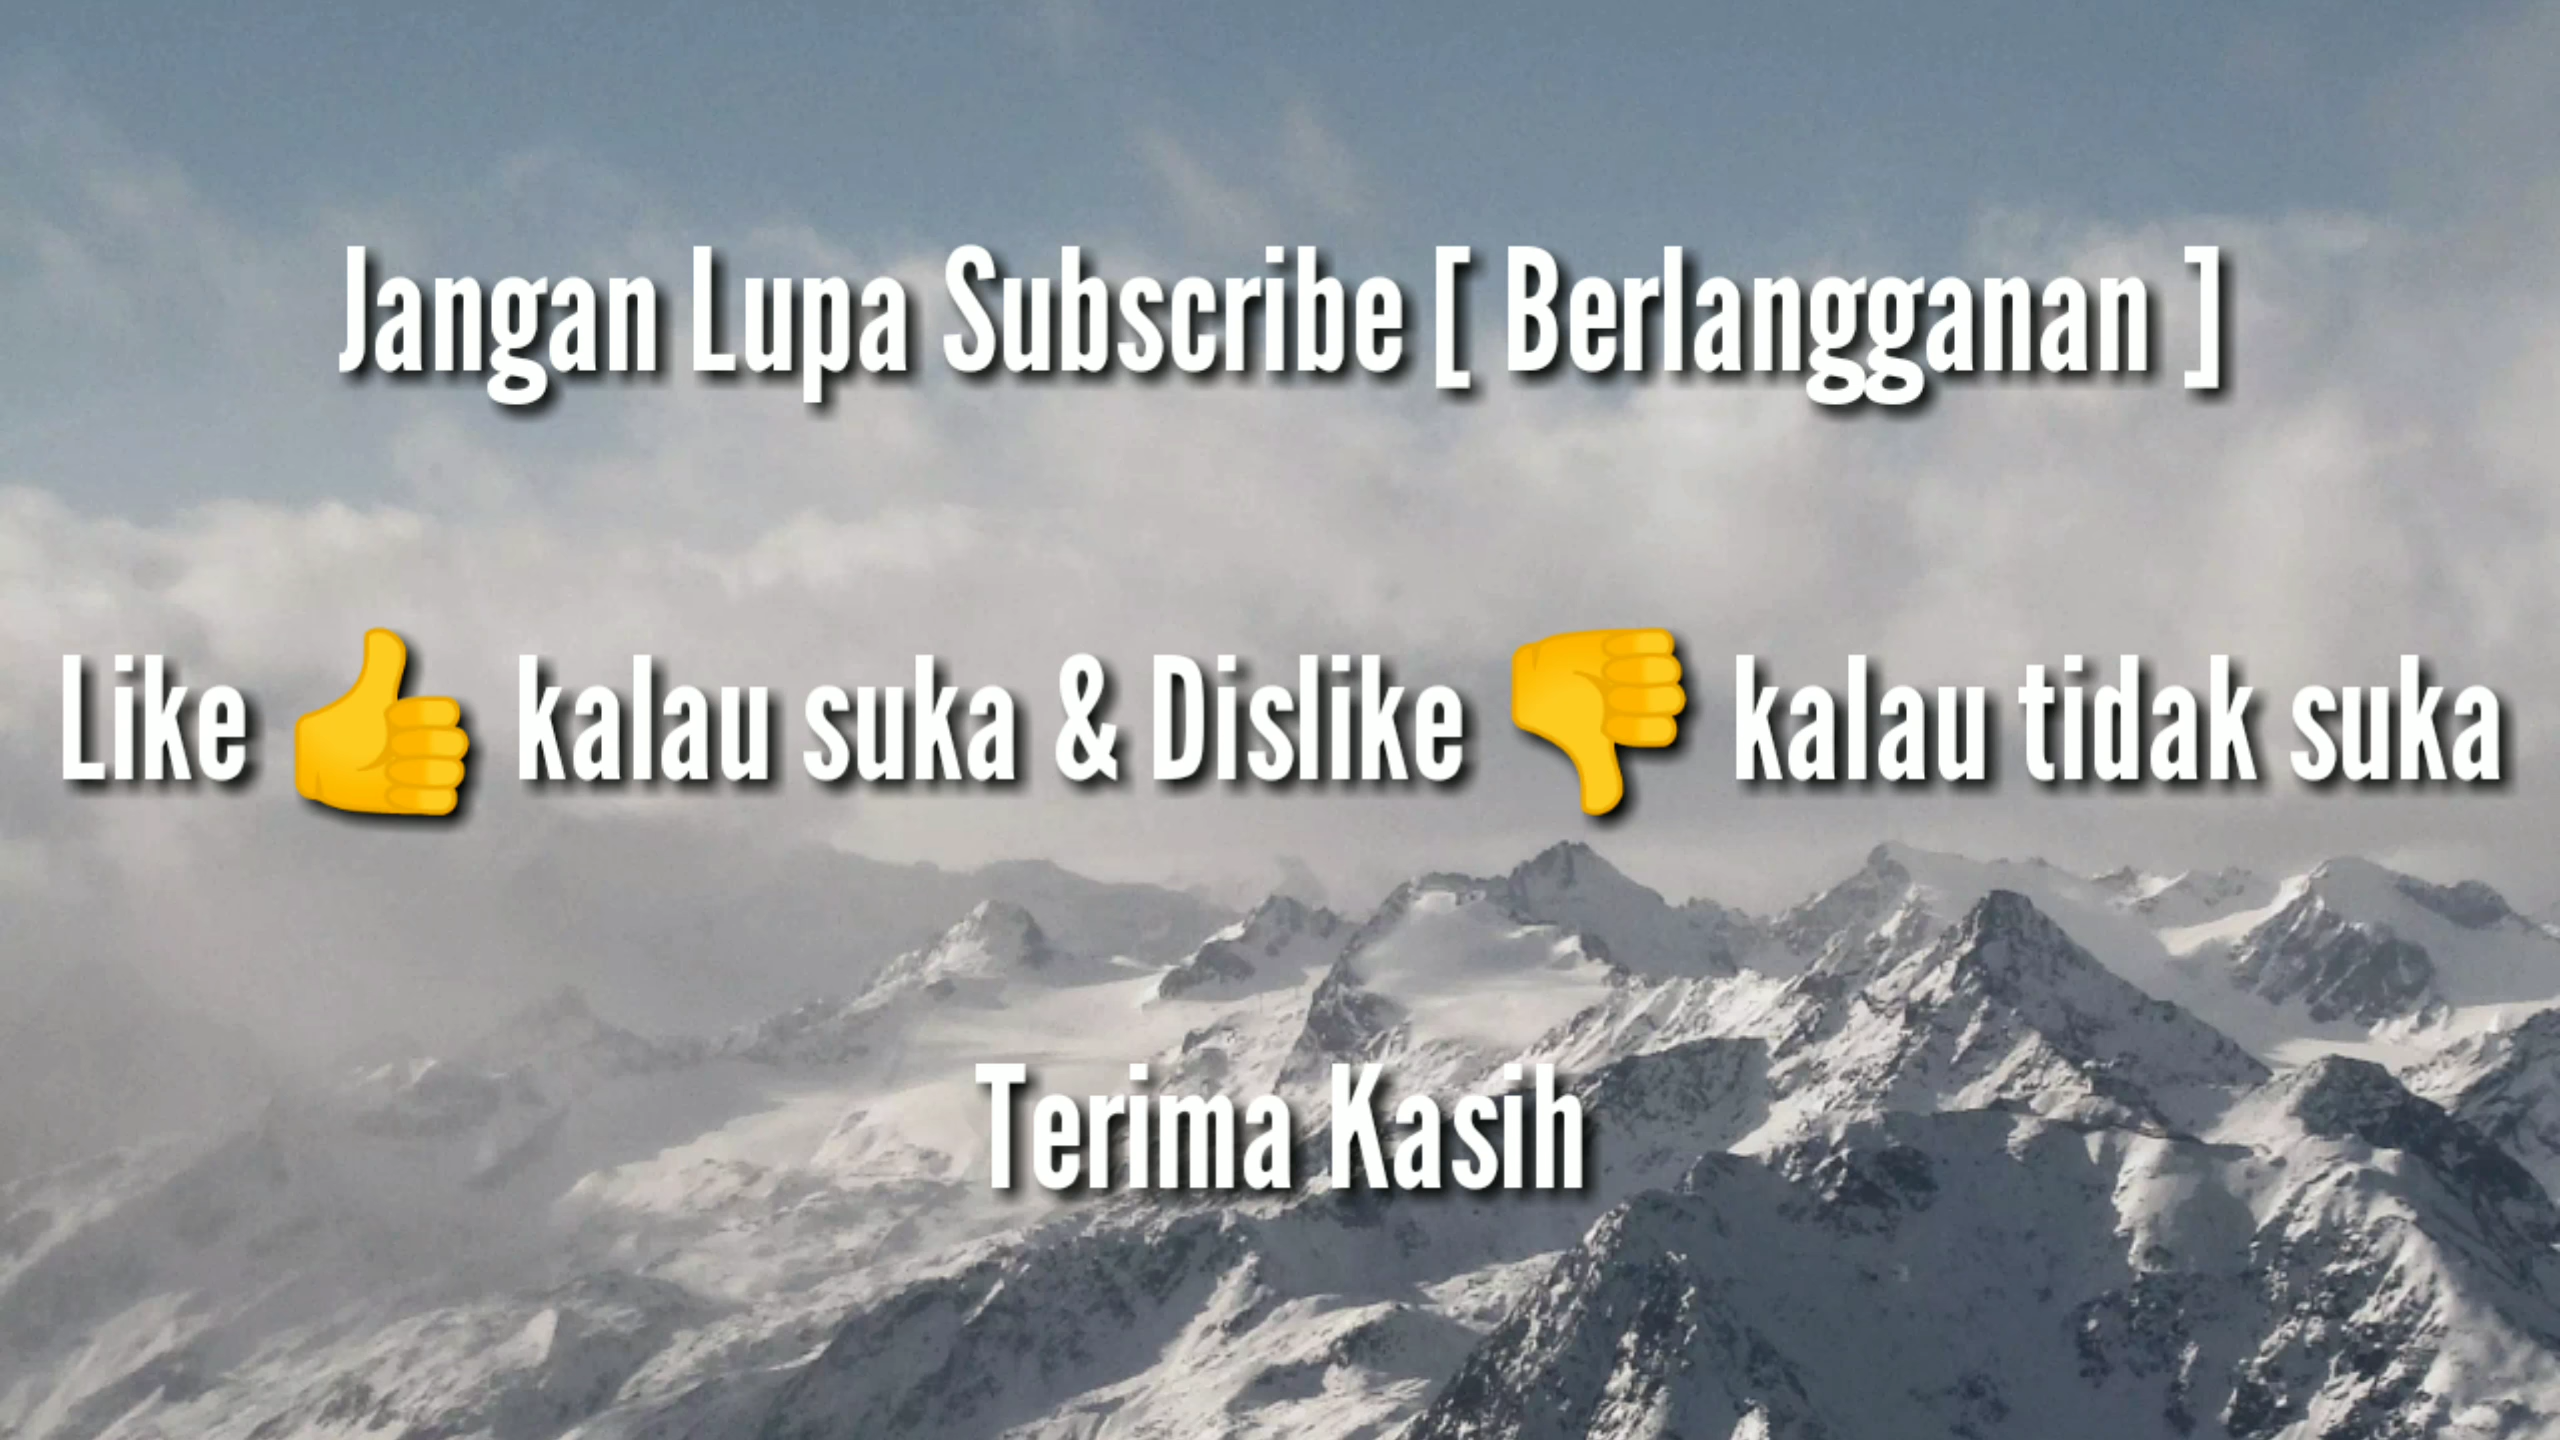 Jangan Lupa Subscribe [ Berlangganan ]
Like 👍 kalau suka & Dislike 👎 kalau tidak suka
Terima Kasih